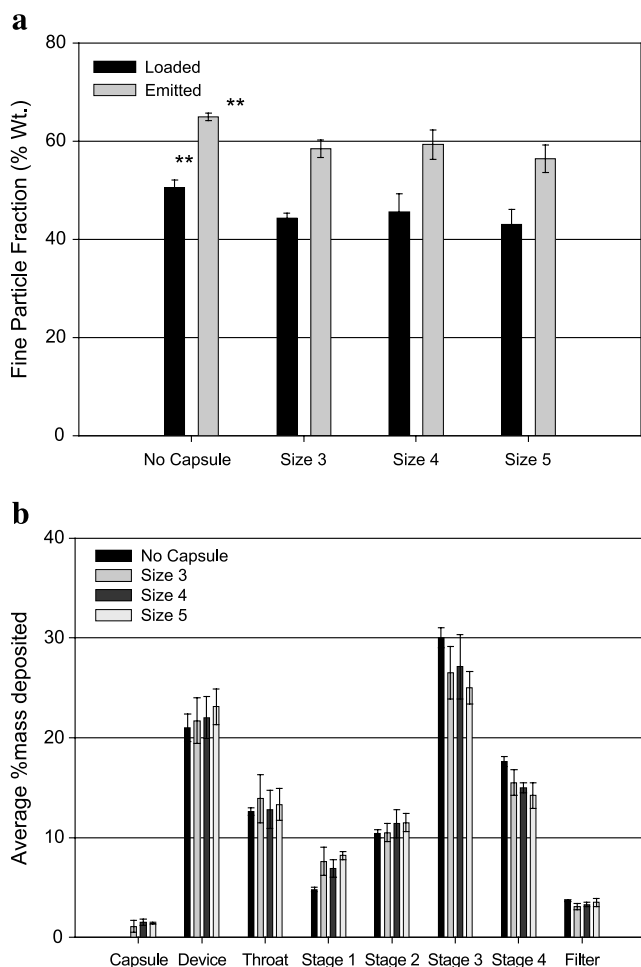 a
Fine Particle Fraction (% Wt.)
80
60
40
20
0
Loaded
Emitted
**
**
No Capsule Size 3 Size 4 Size 5
b
Average %mass deposited
40
30
20
10
0
No Capsule
Size 3
Size 4
Size 5
Capsule Device Throat Stage 1 Stage 2 Stage 3 Stage 4 Filter